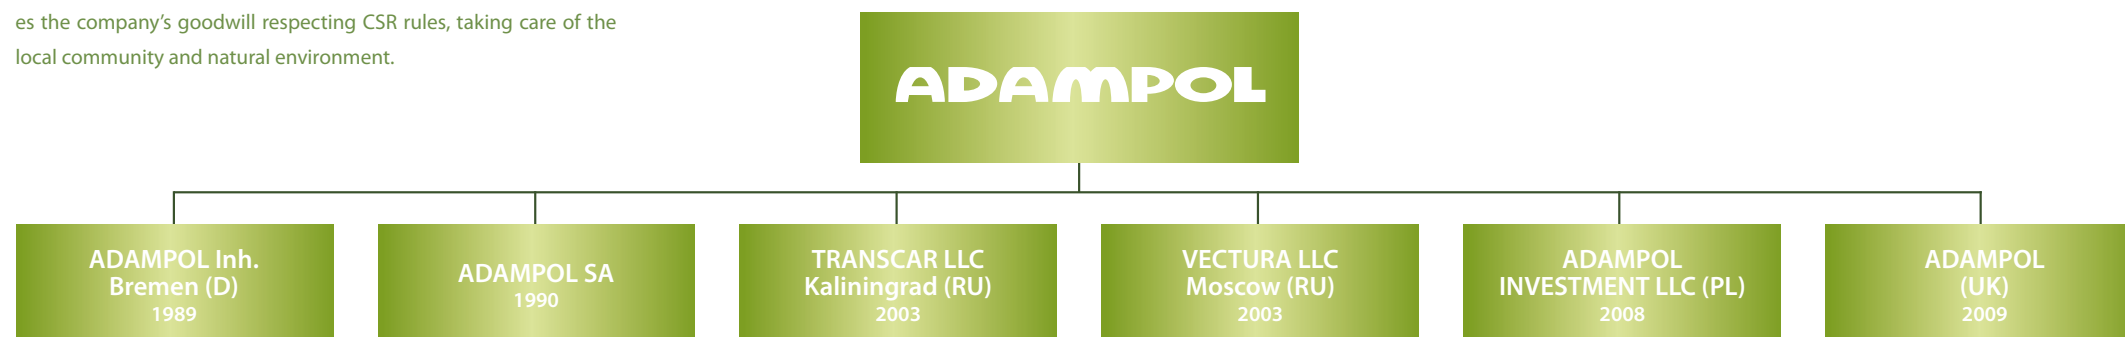 es the company’s goodwill respecting CSR rules, taking care of the
local community and natural environment.
ADAMPOL
ADAMPOL Inh.
Bremen (D)
1989
ADAMPOL SA
1990
TRANSCAR LLC
Kaliningrad (RU)
2003
VECTURA LLC
Moscow (RU)
2003
ADAMPOL
INVESTMENT LLC (PL)
2008
ADAMPOL
(UK)
2009